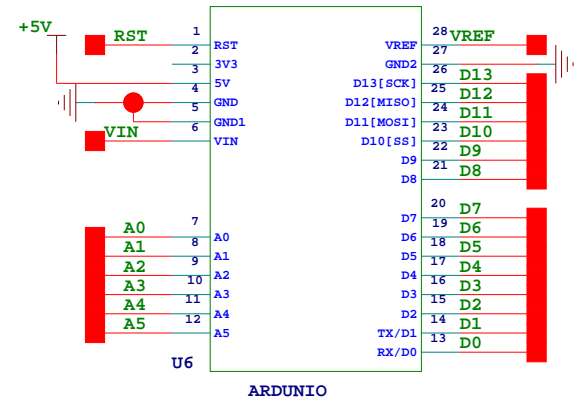 +5V
RST 1 RST
2 3V3
3 5V
4 GND
5 GND1
VIN 6 VIN
A0 7 A0
A1 8 A1
A2 9 A2
A3 10 A3
A4 11 A4
A5 12 A5
28 VREF VREF
27 GND2
26 D13 D13[SCK]
25 D12 D12[MISO]
24 D11 D11[MOSI]
23 D10 D10[SS]
22 D9 D9
21 D8 D8
20 D7 D7
19 D6 D6
18 D5 D5
17 D4 D4
16 D3 D3
15 D2 D2
14 D1 TX/D1
13 D0 RX/D0
U6
ARDUNIO